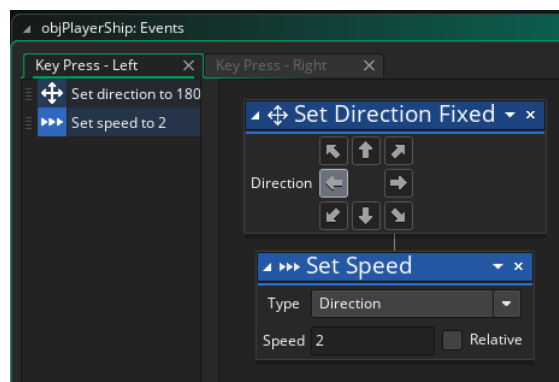 objPlayerShip: Events
Key Press - Left
Key Press - Right
Set direction to 180
Set speed to 2
Set Direction Fixed
Direction
Set Speed
Type Direction
Speed 2 Relative